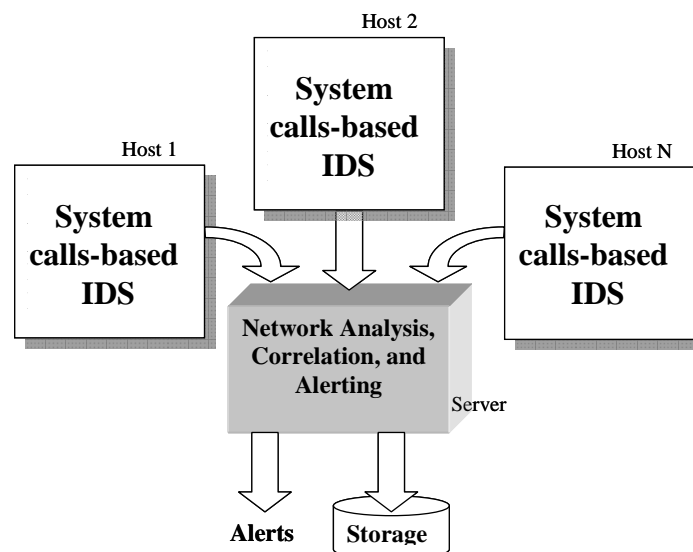 Host 2
System
calls-based
IDS
Host 1
System
calls-based
IDS
Host N
System
calls-based
IDS
Network Analysis,
Correlation, and
Alerting
Server
Alerts
Storage